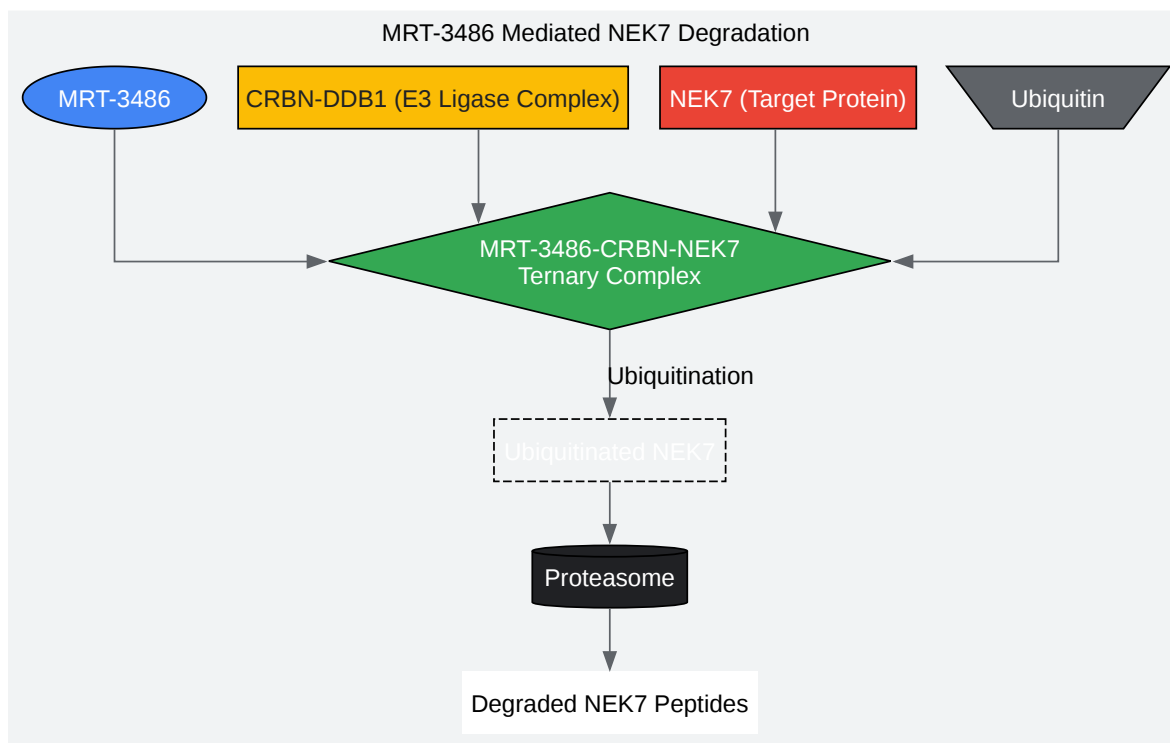 MRT-3486 Mediated NEK7 Degradation
MRT-3486
CRBN-DDB1 (E3 Ligase Complex)
NEK7 (Target Protein)
Ubiquitin
MRT-3486-CRBN-NEK7
Ternary Complex
Ubiquitination
Ubiquitinated NEK7
Proteasome
Degraded NEK7 Peptides